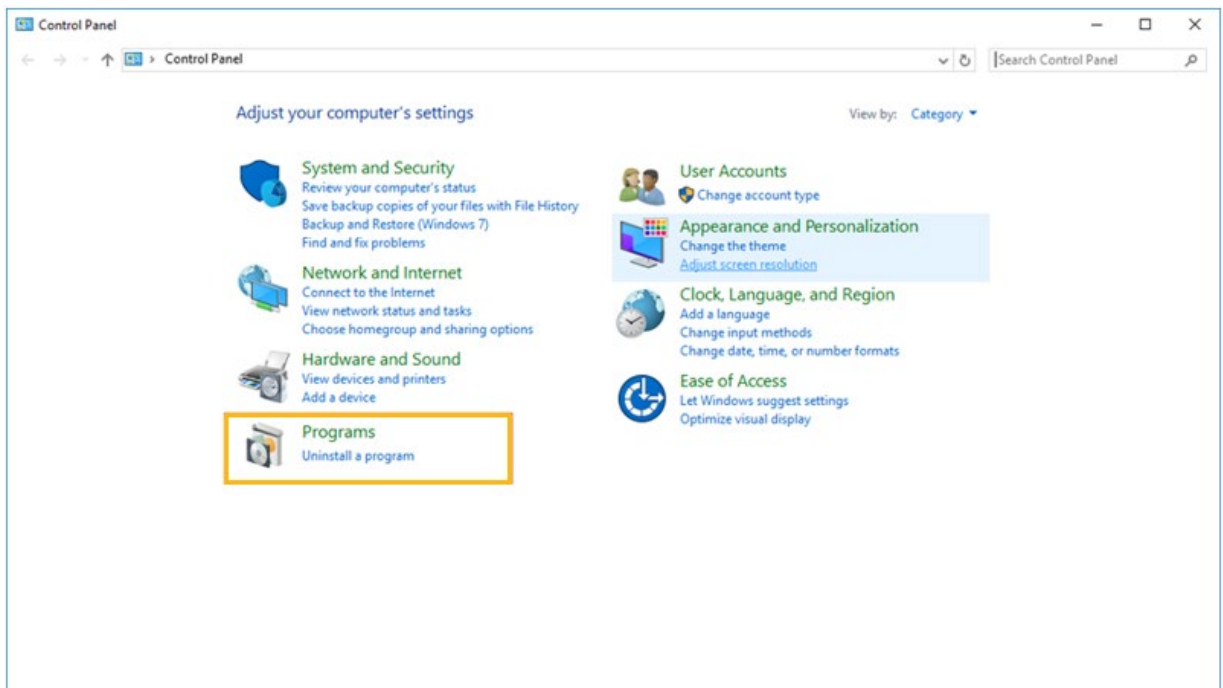 Control Panel
Control Panel
Search Control Panel
Adjust your computer's settings
View by: Category
System and Security
Review your computer's status
Save backup copies of your files with File History
Backup and Restore (Windows 7)
Find and fix problems
Network and Internet
Connect to the Internet
View network status and tasks
Choose homegroup and sharing options
Hardware and Sound
View devices and printers
Add a device
Programs
Uninstall a program
User Accounts
Change account type
Appearance and Personalization
Change the theme
Adjust screen resolution
Clock, Language, and Region
Add a language
Change input methods
Change date, time, or number formats
Ease of Access
Let Windows suggest settings
Optimize visual display